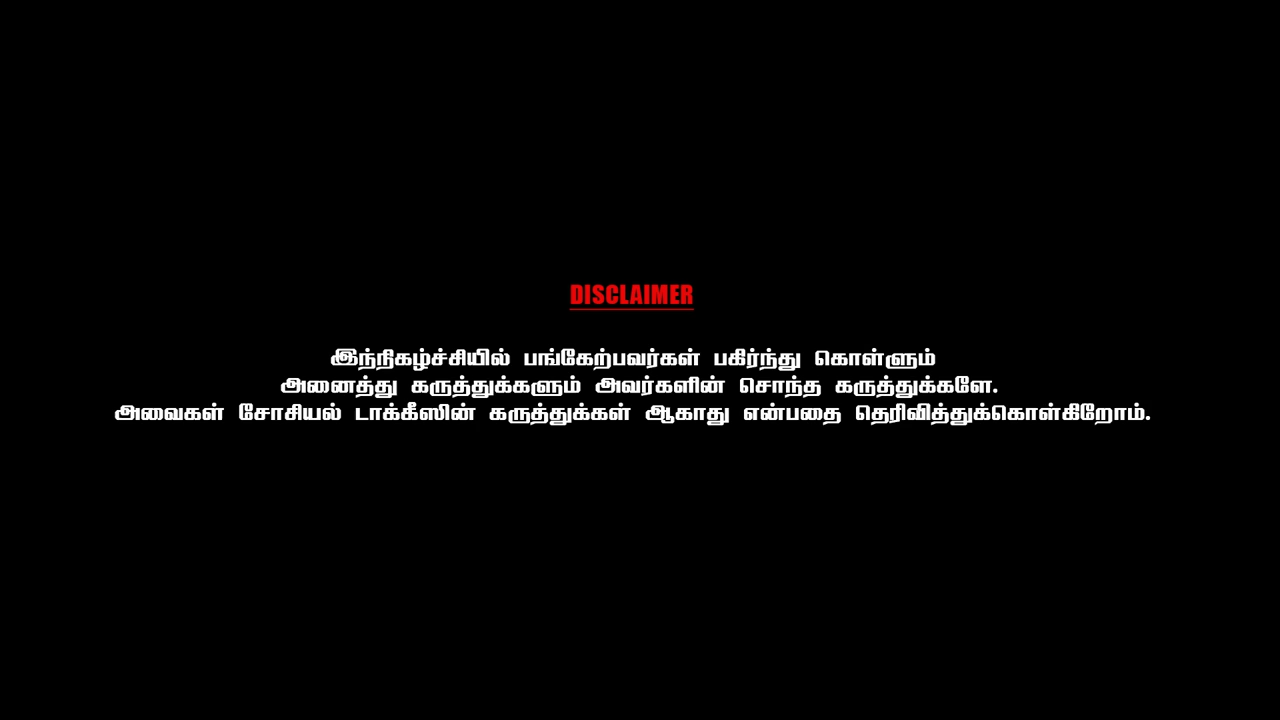 DISCLAIMER
இந்நிகழ்ச்சியில் பங்கேற்பவர்கள் பகிர்ந்து கொள்ளும்
அனைத்து கருத்துக்களும் அவர்களின் சொந்த கருத்துக்களே.
அவைகள் சோசியல் டாக்கீஸின் கருத்துக்கள் ஆகாது என்பதை தெரிவித்துக்கொள்கிறோம்.